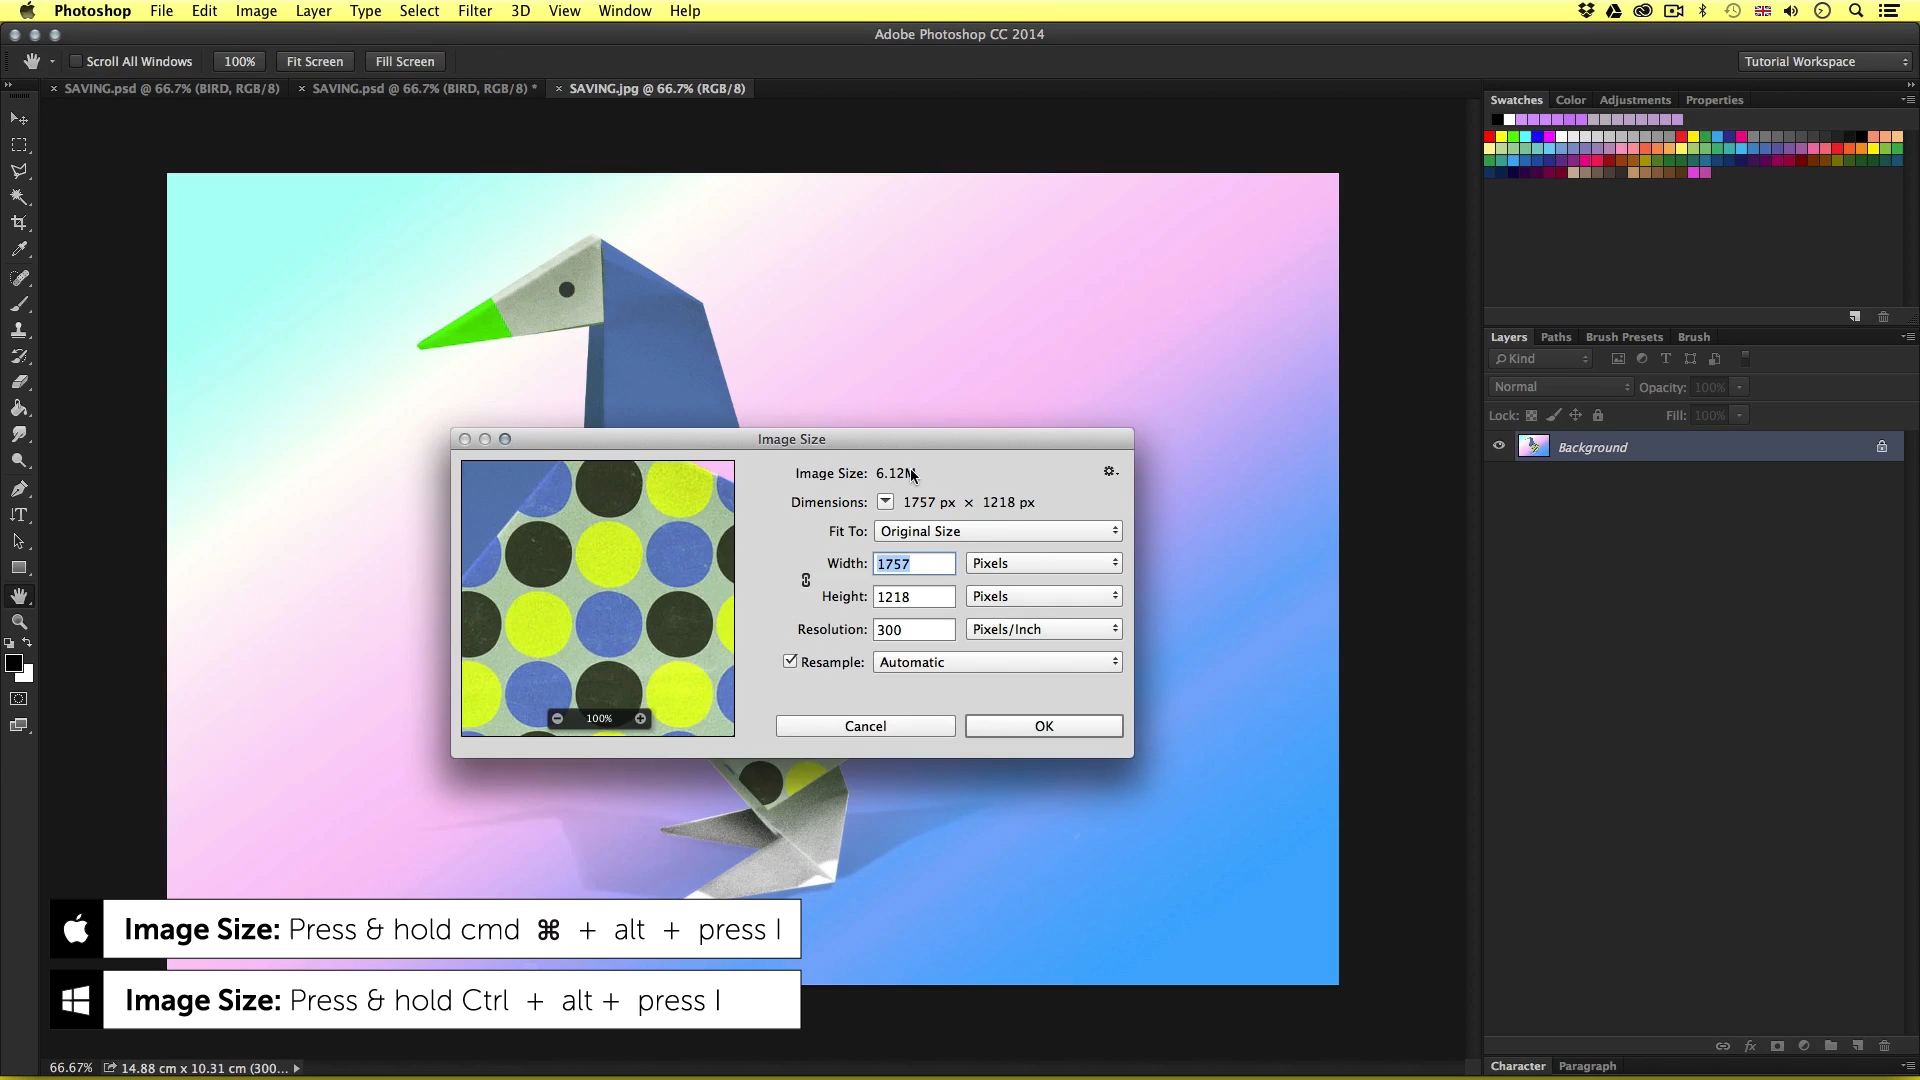 Photoshop File Edit Image Layer Type Select Filter 3D View Window Help
Adobe Photoshop CC 2014
Scroll All Windows 100% Fit Screen Fill Screen Tutorial Workspace
× SAVING.psd @ 66.7% (BIRD, RGB/8) × SAVING.psd @ 66.7% (BIRD, RGB/8) * × SAVING.jpg @ 66.7% (RGB/8)
Swatches Color Adjustments Properties
Layers Paths Brush Presets Brush
Kind
Normal Opacity: 100%
Lock: Fill: 100%
Background
Image Size
Image Size: 6.12M
Dimensions: 1757 px × 1218 px
Fit To: Original Size
Width: 1757 Pixels
Height: 1218 Pixels
Resolution: 300 Pixels/Inch
Resample: Automatic
100%
Cancel OK
Image Size: Press & hold cmd ⌘ + alt + press I
Image Size: Press & hold Ctrl + alt + press I
66.67% 14.88 cm x 10.31 cm (300...
Character Paragraph